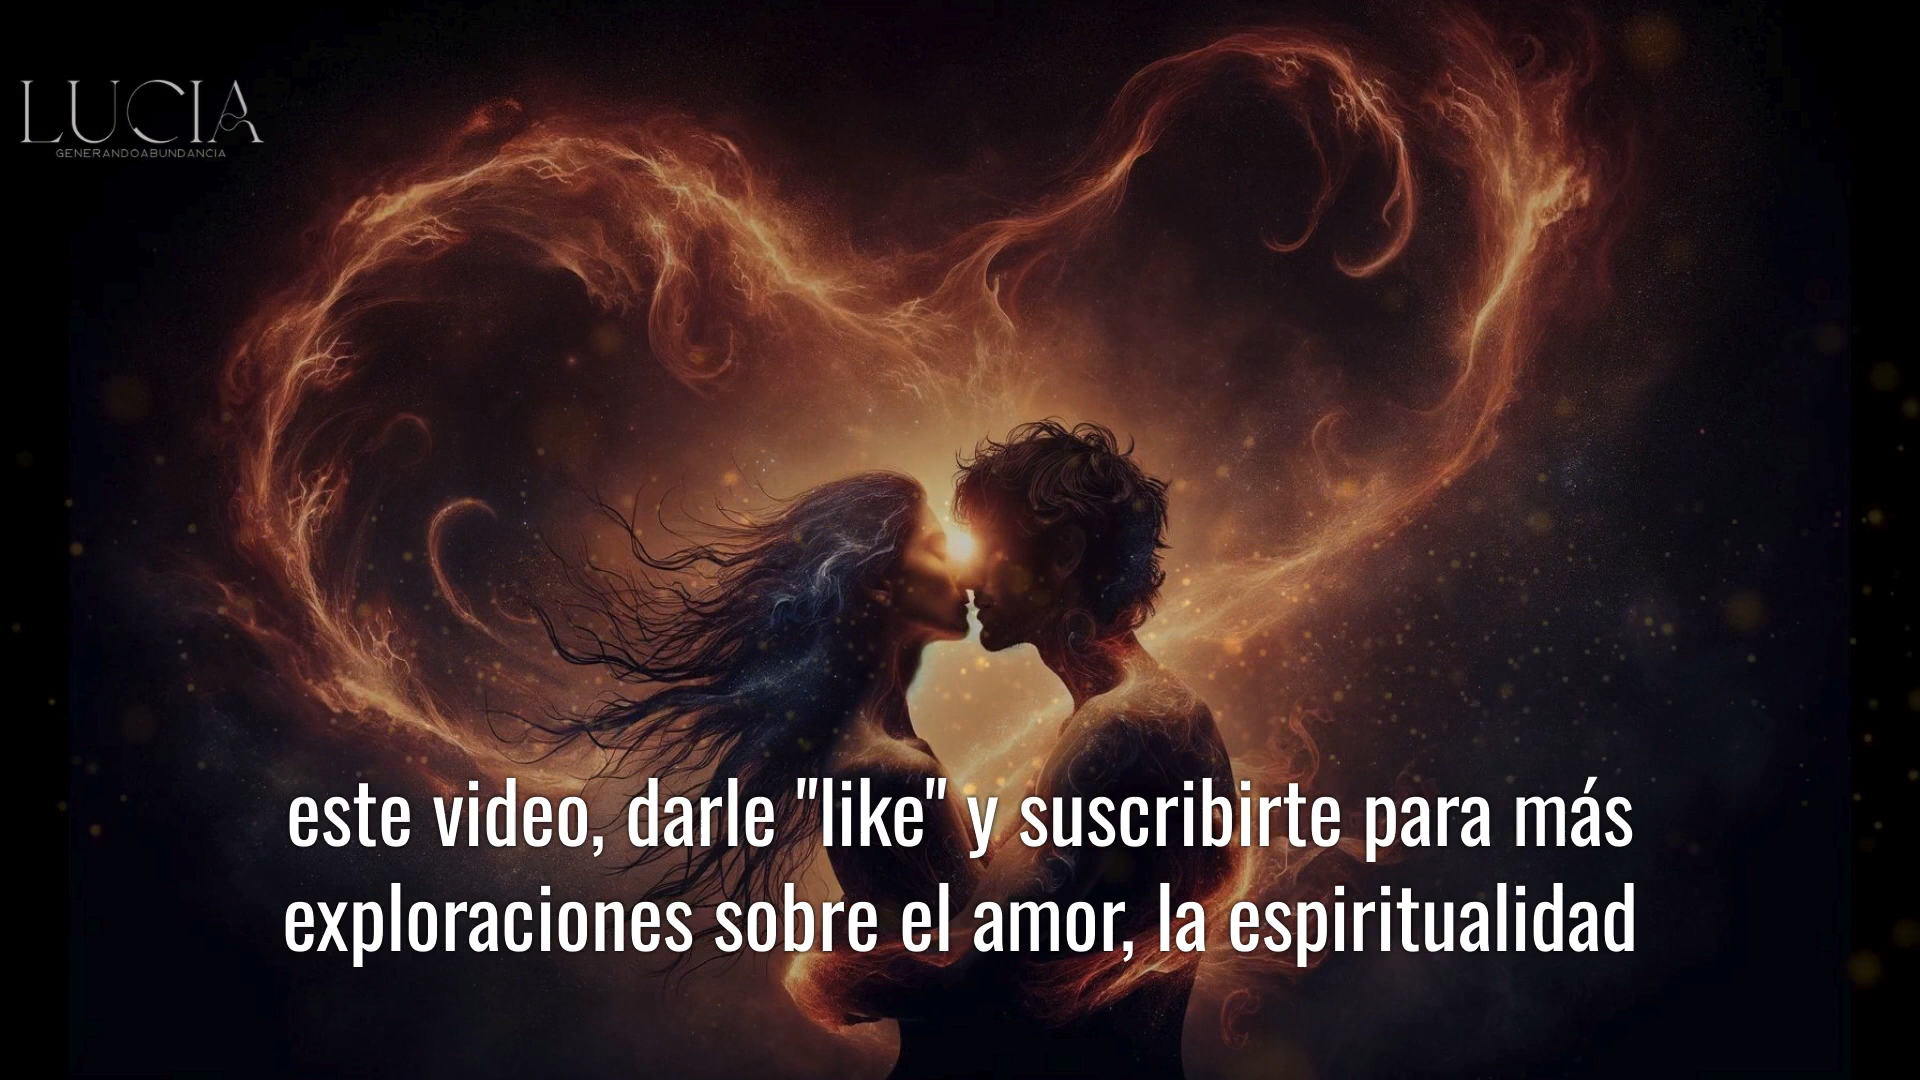 LUCIA
GENERANDOABUNDANCIA
este video, darle "like" y suscribirte para más
exploraciones sobre el amor, la espiritualidad